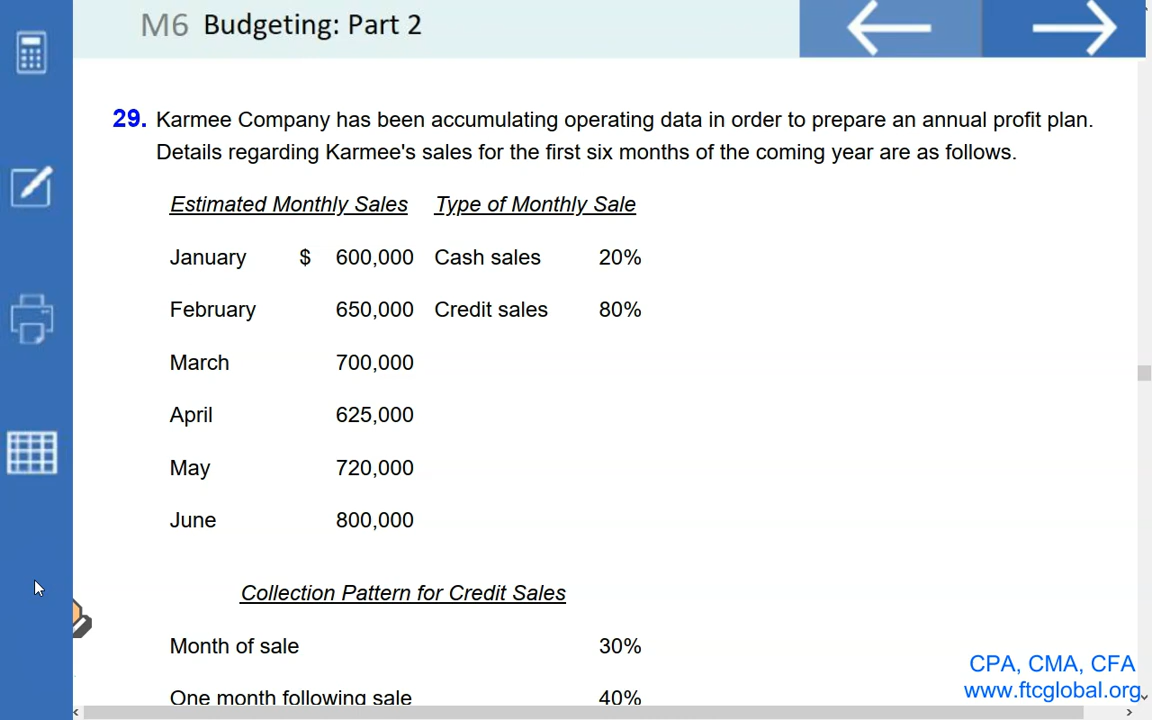 M6 Budgeting: Part 2
29. Karmee Company has been accumulating operating data in order to prepare an annual profit plan.
Details regarding Karmee's sales for the first six months of the coming year are as follows.
Estimated Monthly Sales Type of Monthly Sale
January $ 600,000 Cash sales 20%
February 650,000 Credit sales 80%
March 700,000
April 625,000
May 720,000
June 800,000
Collection Pattern for Credit Sales
Month of sale 30%
One month following sale 40%
CPA, CMA, CFA
www.ftcglobal.org